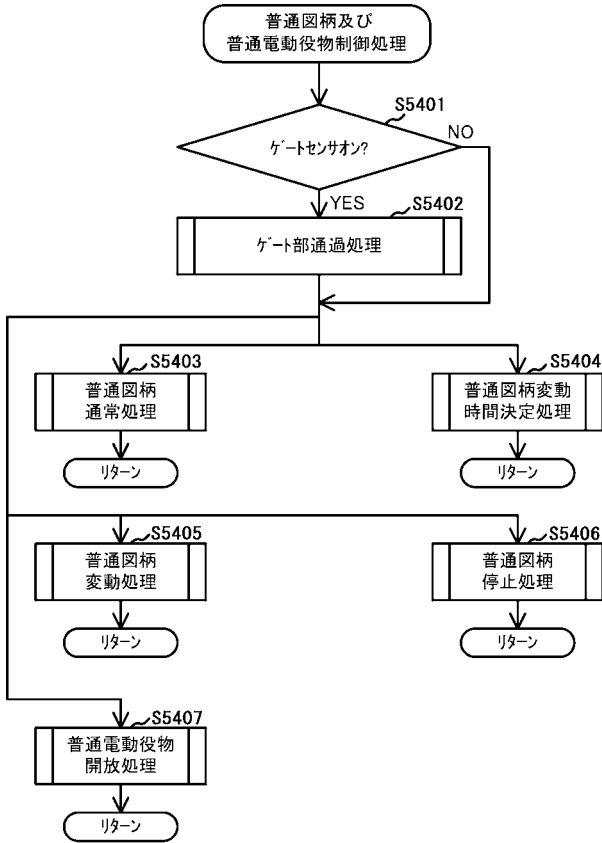 普通図柄及び
普通電動役物制御処理
S5401
ｹﾞｰﾄｾﾝｻｵﾝ?
NO
YES
S5402
ｹﾞｰﾄ部通過処理
S5403
普通図柄
通常処理
ﾘﾀｰﾝ
S5404
普通図柄変動
時間決定処理
ﾘﾀｰﾝ
S5405
普通図柄
変動処理
ﾘﾀｰﾝ
S5406
普通図柄
停止処理
ﾘﾀｰﾝ
S5407
普通電動役物
開放処理
ﾘﾀｰﾝ